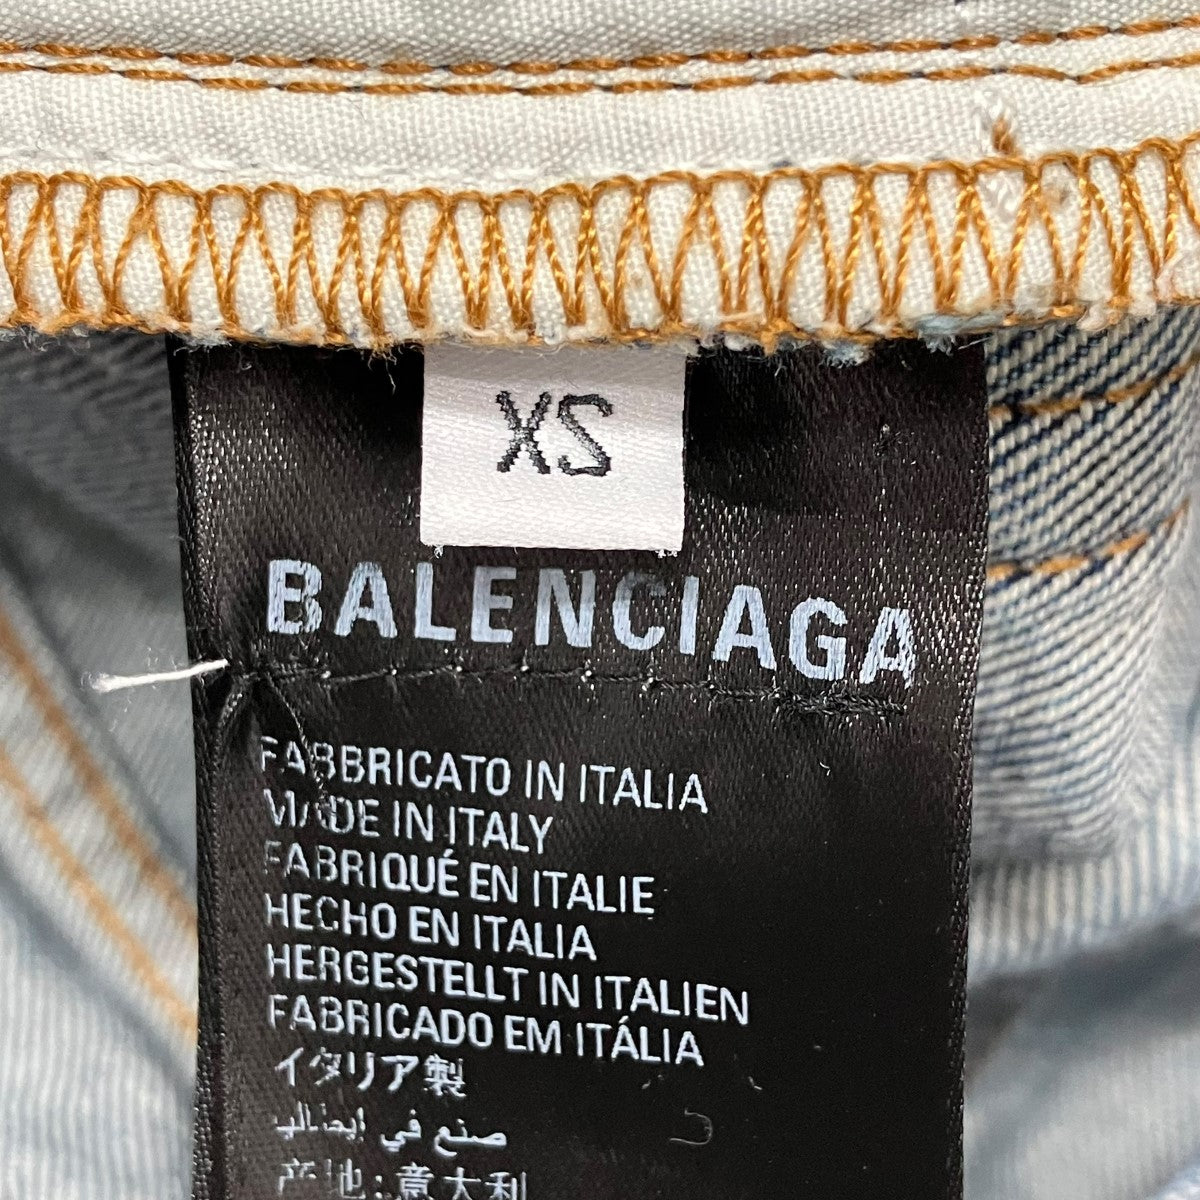 XS
BALENCIAGA
FABBRICATO IN ITALIA
MADE IN ITALY
FABRIQUÉ EN ITALIE
HECHO EN ITALIA
HERGESTELLT IN ITALIEN
FABRICADO EM ITÁLIA
イタリア製
صنع في إيطاليا
产地:意大利